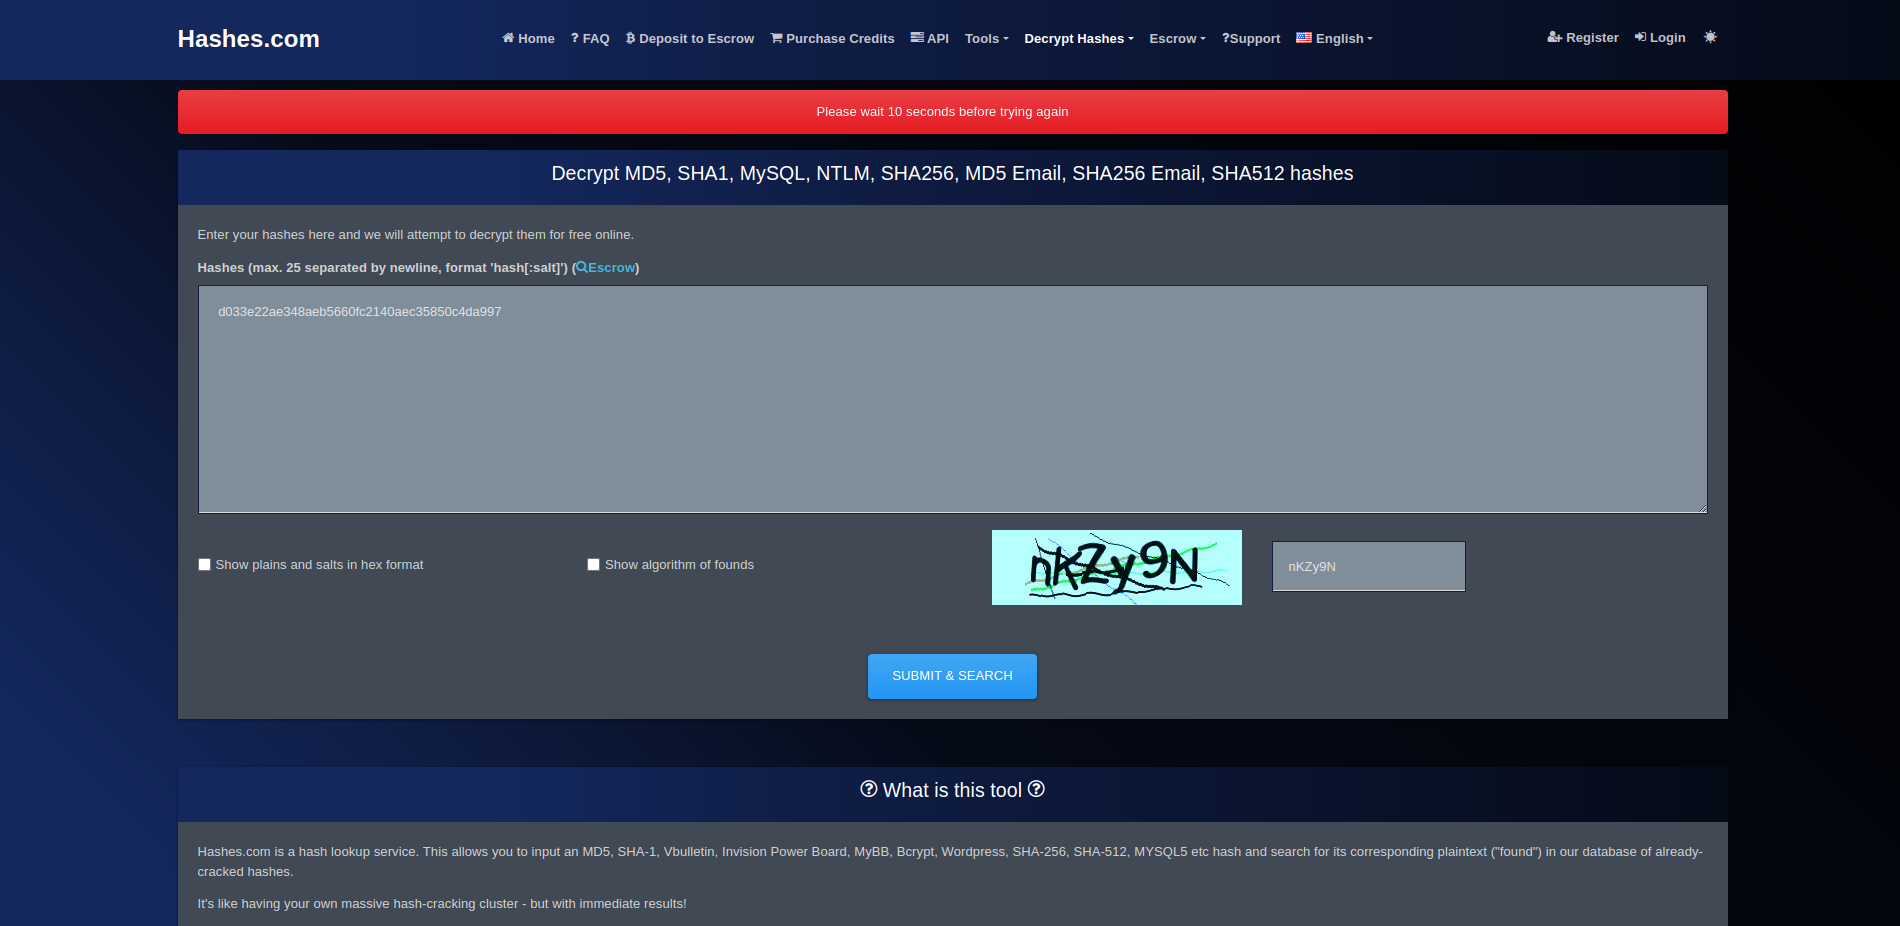 Hashes.com
Home
? FAQ
Deposit to Escrow
Purchase Credits
API
Tools
Decrypt Hashes
Escrow
?Support
English
Register
Login
Please wait 10 seconds before trying again
Decrypt MD5, SHA1, MySQL, NTLM, SHA256, MD5 Email, SHA256 Email, SHA512 hashes
Enter your hashes here and we will attempt to decrypt them for free online.
Hashes (max. 25 separated by newline, format 'hash[:salt]') (Escrow)
d033e22ae348aeb5660fc2140aec35850c4da997
Show plains and salts in hex format
Show algorithm of founds
nKZy9N
nKZy9N
SUBMIT & SEARCH
What is this tool
Hashes.com is a hash lookup service. This allows you to input an MD5, SHA-1, Vbulletin, Invision Power Board, MyBB, Bcrypt, Wordpress, SHA-256, SHA-512, MYSQL5 etc hash and search for its corresponding plaintext ("found") in our database of already-
cracked hashes.
It's like having your own massive hash-cracking cluster - but with immediate results!